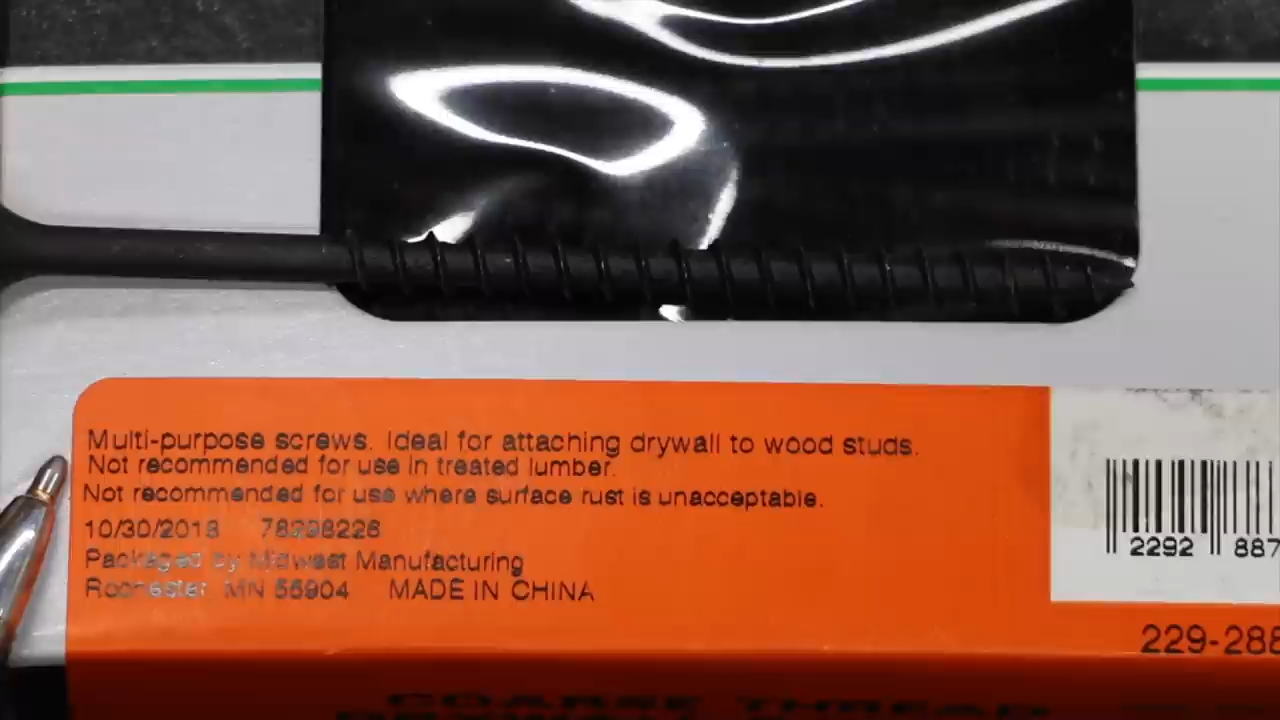 Multi-purpose screws. Ideal for attaching drywall to wood studs.
Not recommended for use in treated lumber.
Not recommended for use where surface rust is unacceptable.
10/30/2018 78298226
Packaged by Midwest Manufacturing
Rochester, MN 55904 MADE IN CHINA
2292 887
229-288
COARSE THREAD